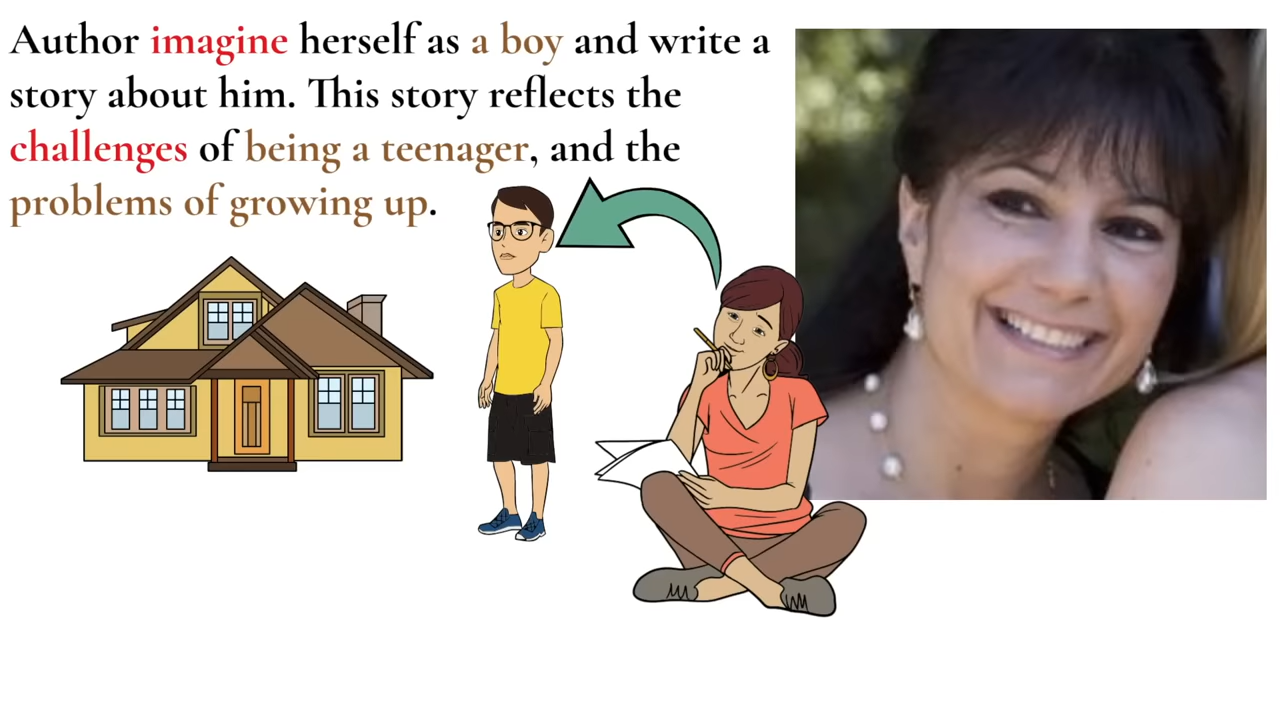 Author imagine herself as a boy and write a
story about him. This story reflects the
challenges of being a teenager, and the
problems of growing up.